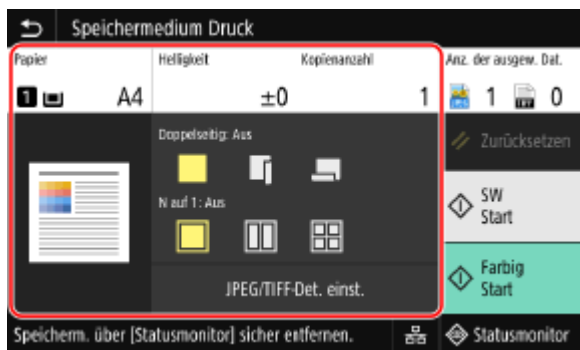 Speichermedium Druck
Papier
Helligkeit
Kopienanzahl
Anz. der ausgew. Dat.
1 A4
±0
1
1
0
Doppelseitig: Aus
N auf 1: Aus
JPEG/TIFF-Det. einst.
Zurücksetzen
SW
Start
Farbig
Start
Speicherm. über [Statusmonitor] sicher entfernen.
Statusmonitor